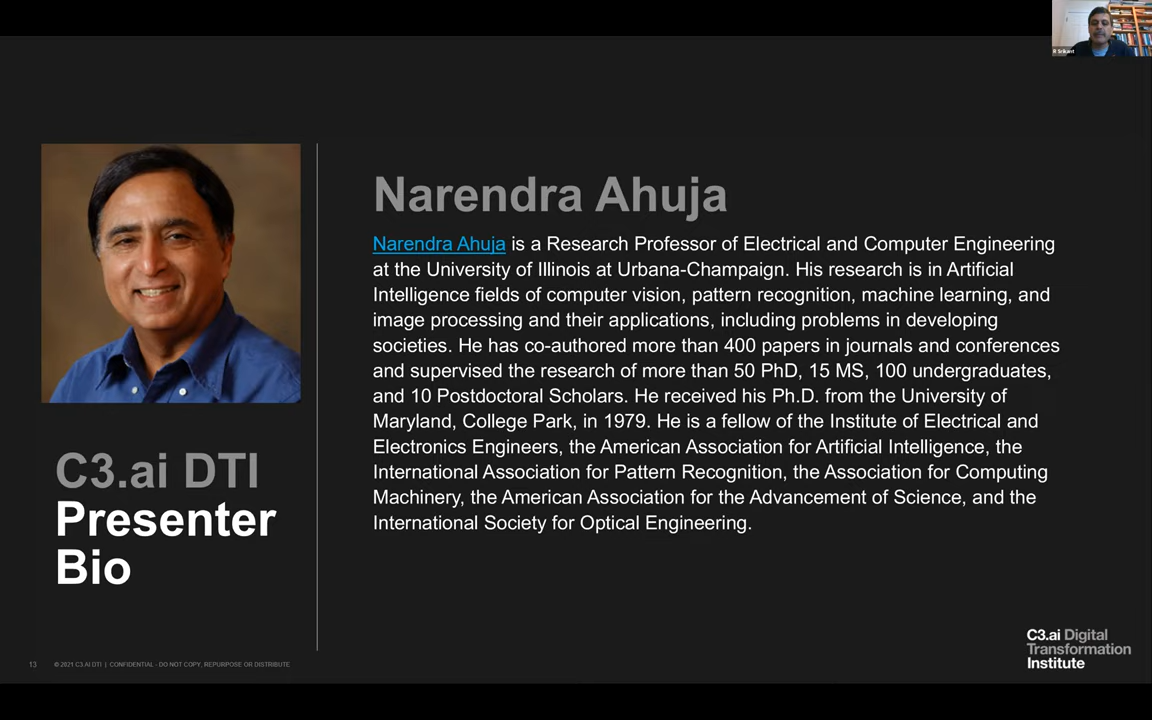 R Srikant
Narendra Ahuja
Narendra Ahuja is a Research Professor of Electrical and Computer Engineering
at the University of Illinois at Urbana-Champaign. His research is in Artificial
Intelligence fields of computer vision, pattern recognition, machine learning, and
image processing and their applications, including problems in developing
societies. He has co-authored more than 400 papers in journals and conferences
and supervised the research of more than 50 PhD, 15 MS, 100 undergraduates,
and 10 Postdoctoral Scholars. He received his Ph.D. from the University of
Maryland, College Park, in 1979. He is a fellow of the Institute of Electrical and
Electronics Engineers, the American Association for Artificial Intelligence, the
International Association for Pattern Recognition, the Association for Computing
Machinery, the American Association for the Advancement of Science, and the
International Society for Optical Engineering.
C3.ai DTI
Presenter
Bio
13 © 2021 C3.AI DTI | CONFIDENTIAL - DO NOT COPY, REPURPOSE OR DISTRIBUTE
C3.ai Digital
Transformation
Institute